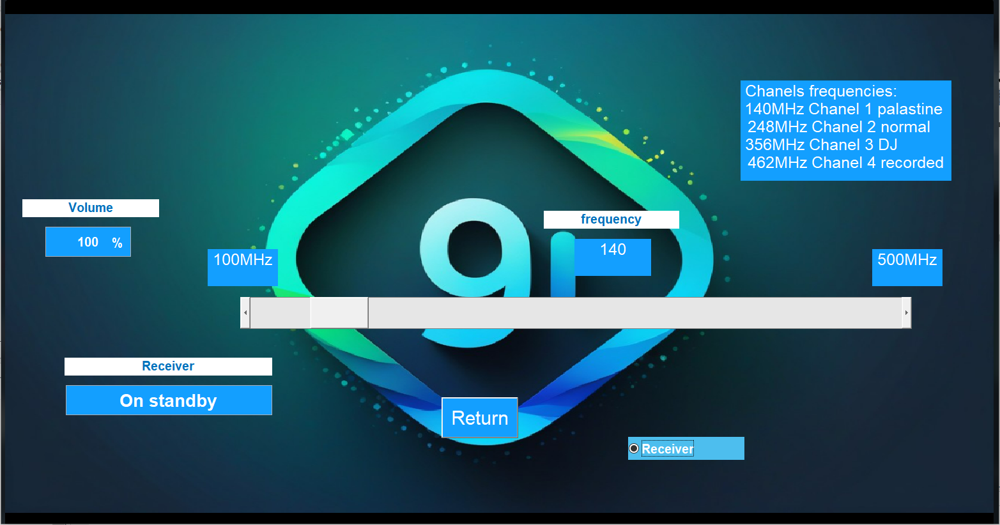 Chanels frequencies:
140MHz Chanel 1 palastine
248MHz Chanel 2 normal
356MHz Chanel 3 DJ
462MHz Chanel 4 recorded
Volume
100 %
frequency
140
100MHz
500MHz
9
Receiver
On standby
Return
Receiver